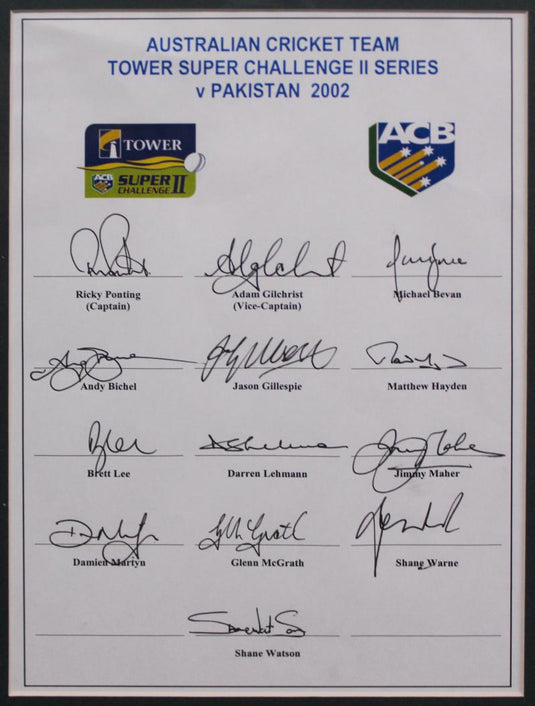 AUSTRALIAN CRICKET TEAM
TOWER SUPER CHALLENGE II SERIES
v PAKISTAN 2002
TOWER
ACB
SUPER II
CHALLENGE
ACB
Ricky Ponting
(Captain)
Adam Gilchrist
(Vice-Captain)
Michael Bevan
Andy Bichel
Jason Gillespie
Matthew Hayden
Brett Lee
Darren Lehmann
Jimmy Maher
Damien Martyn
Glenn McGrath
Shane Warne
Shane Watson